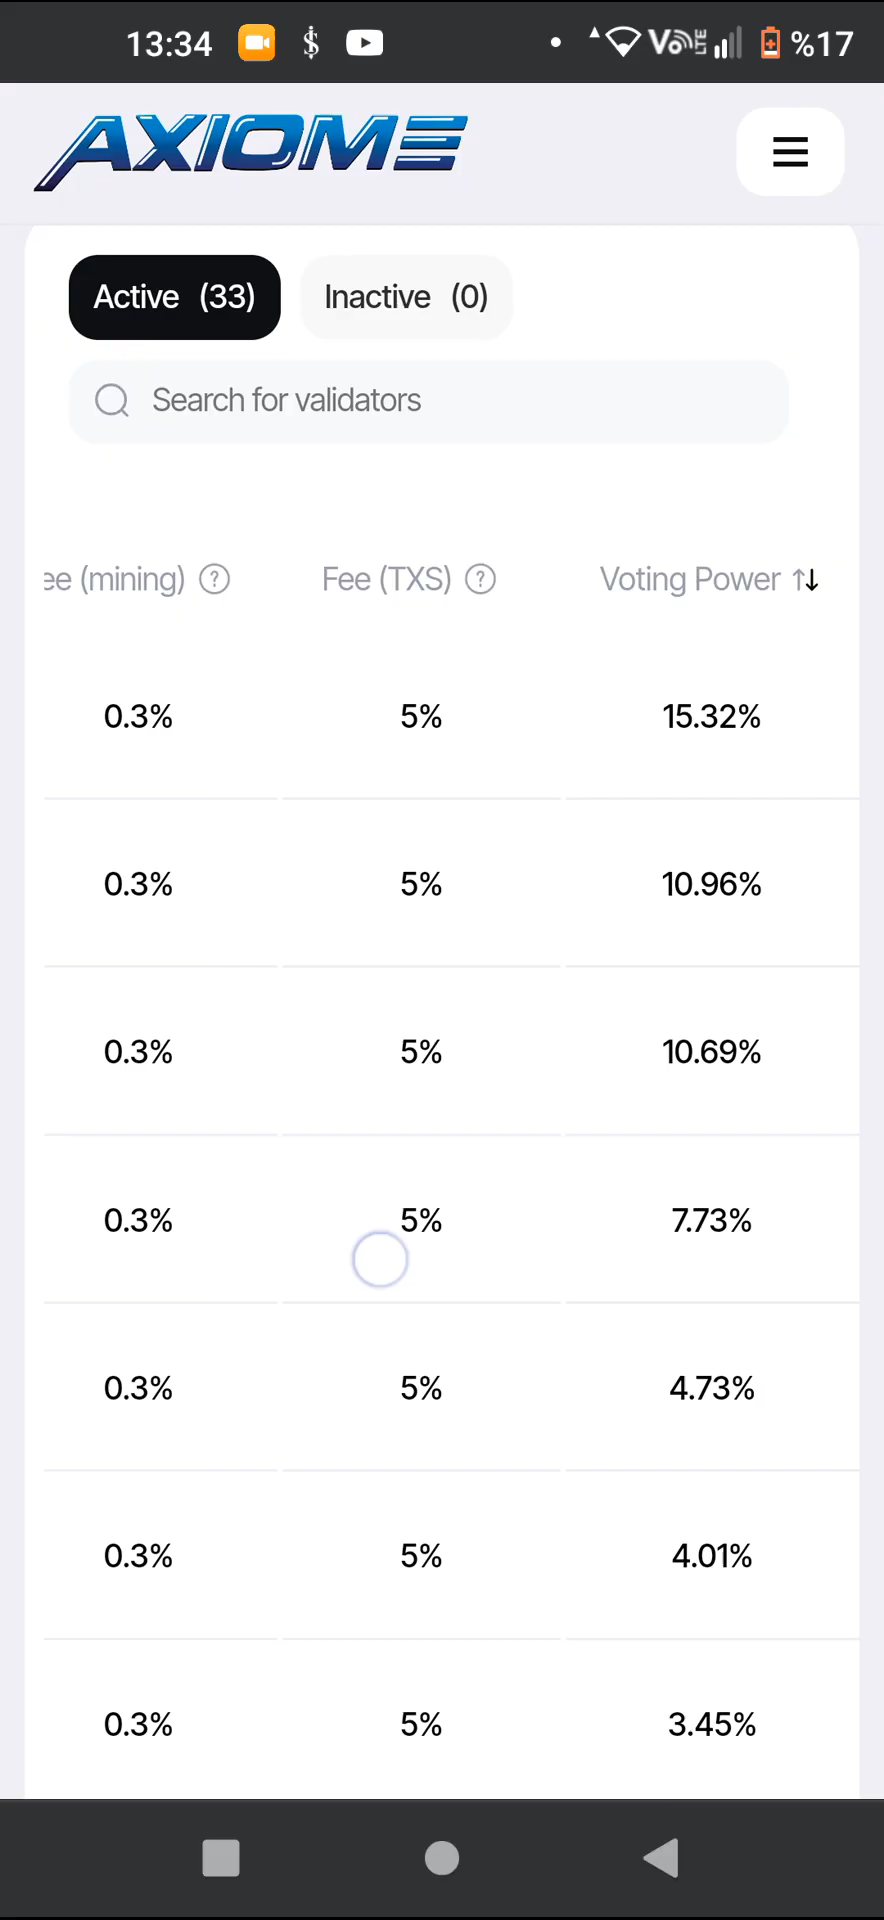 13:34 %17
AXIOME
Active (33) Inactive (0)
Search for validators
ee (mining) ? Fee (TXS) ? Voting Power ↑↓
0.3% 5% 15.32%
0.3% 5% 10.96%
0.3% 5% 10.69%
0.3% 5% 7.73%
0.3% 5% 4.73%
0.3% 5% 4.01%
0.3% 5% 3.45%